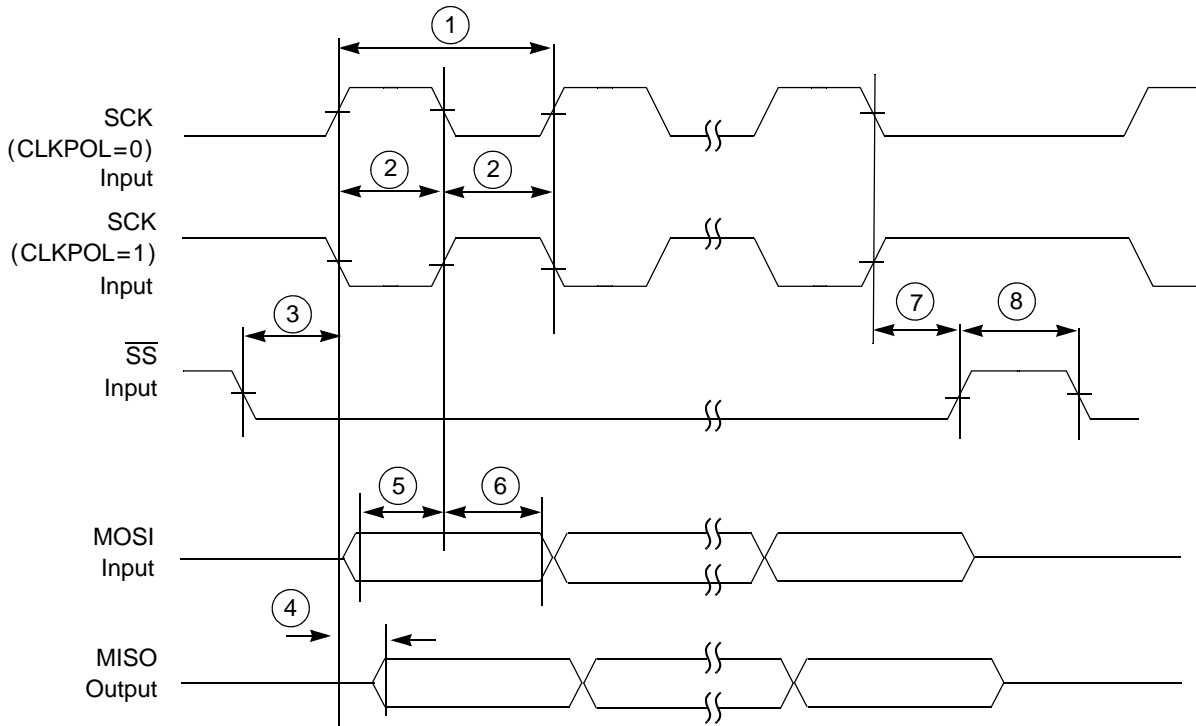 1
SCK
(CLKPOL=0)
Input
2
2
SCK
(CLKPOL=1)
Input
3
7
8
SS
Input
5
6
MOSI
Input
4
MISO
Output